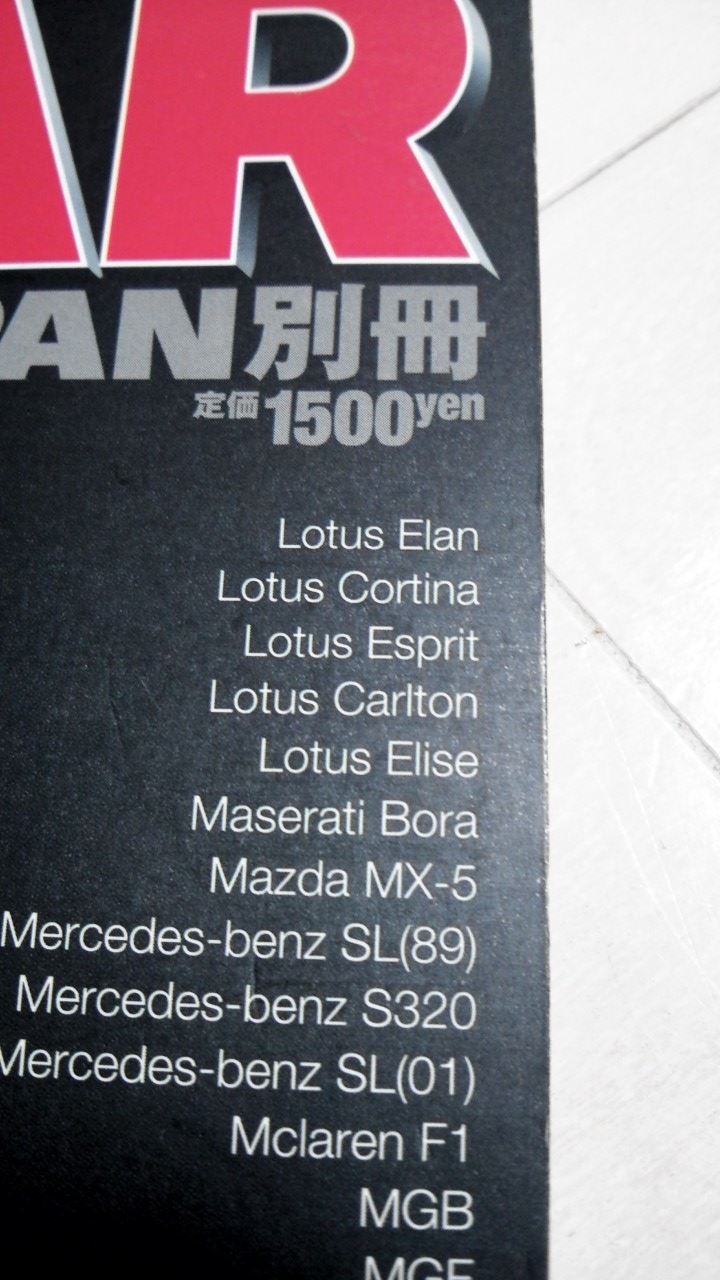 AR
PAN別冊
定価1500yen
Lotus Elan
Lotus Cortina
Lotus Esprit
Lotus Carlton
Lotus Elise
Maserati Bora
Mazda MX-5
Mercedes-benz SL(89)
Mercedes-benz S320
Mercedes-benz SL(01)
Mclaren F1
MGB